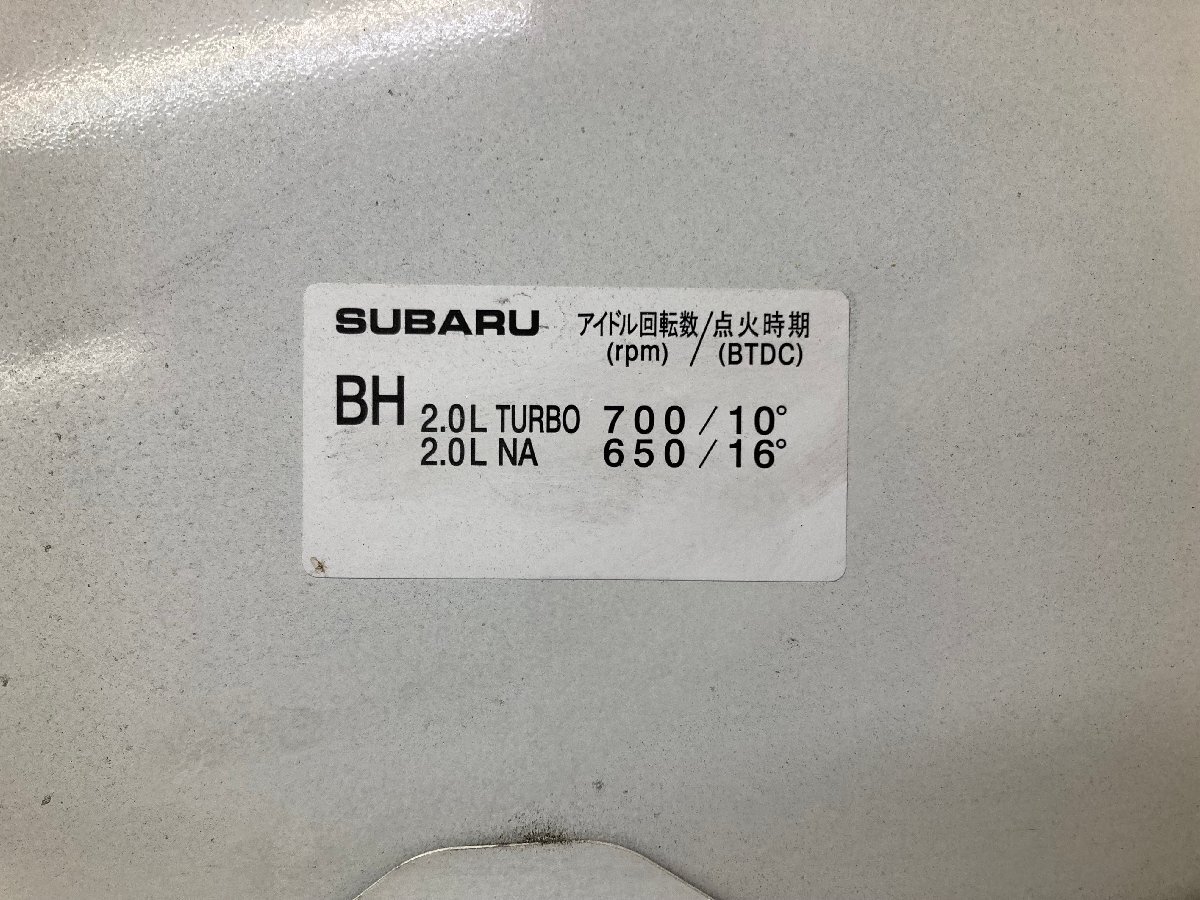 SUBARU アイドル回転数/点火時期
(rpm) / (BTDC)
BH 2.0L TURBO 700/10°
2.0L NA 650/16°